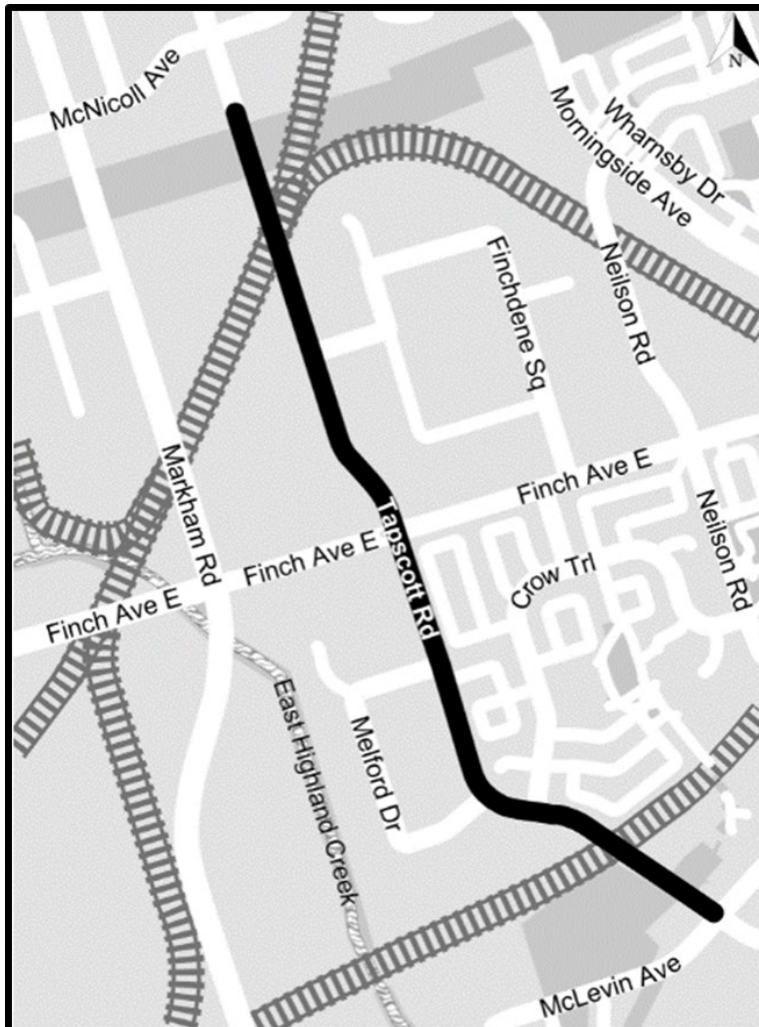 N
McNicoll Ave
Morningside Ave
Wharnsby Dr
Neilson Rd
Finchdene Sq
Markham Rd
Finch Ave E
Tapscott Rd
Finch Ave E
Finch Ave E
Neilson Rd
Crow Trl
East Highland Creek
Melford Dr
McLevin Ave